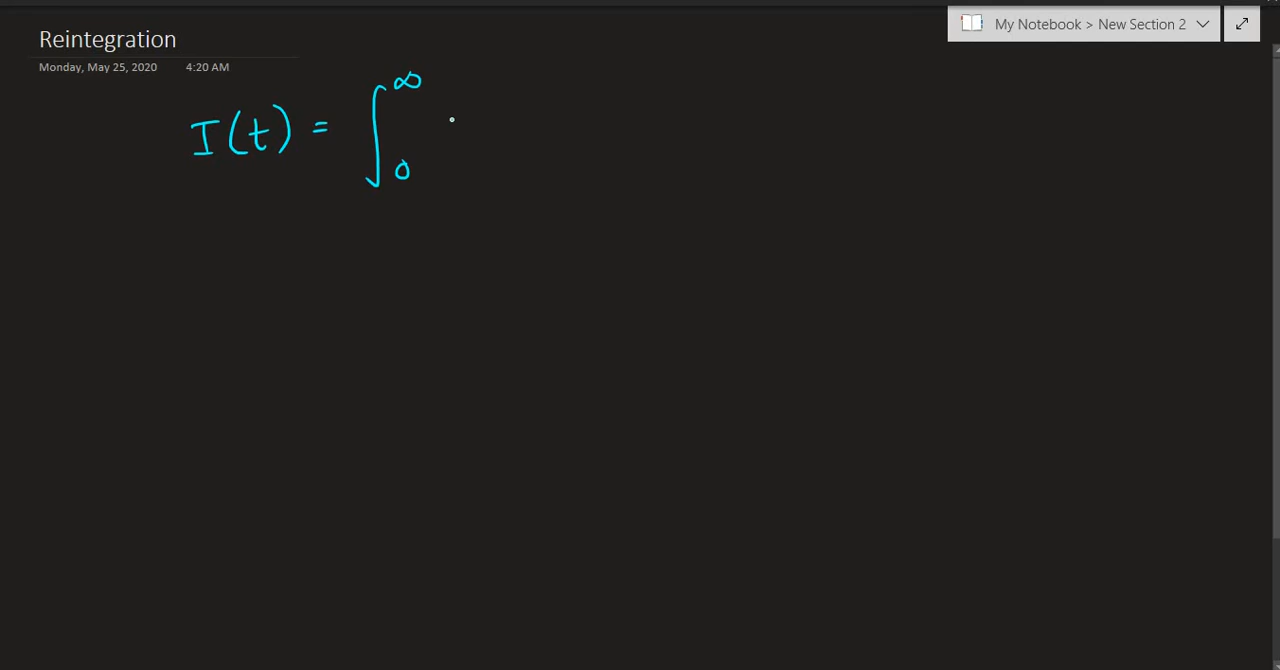 My Notebook > New Section 2
Reintegration
Monday, May 25, 2020 4:20 AM
I(t) = ∫₀^∞